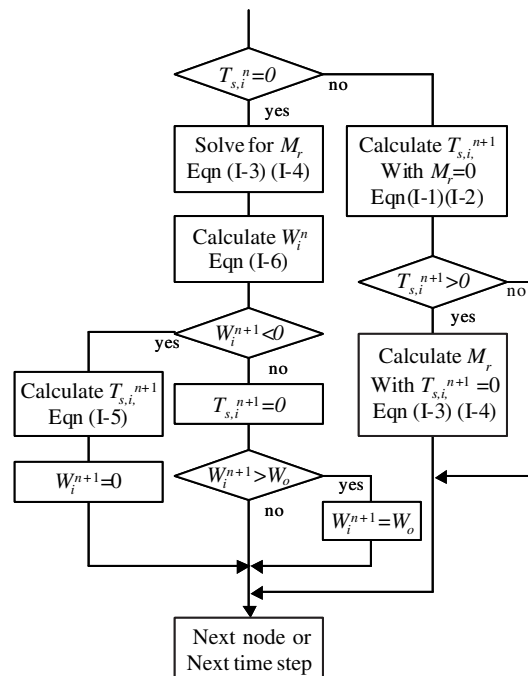 T_{s,i}^n=0
no
yes
Solve for M_r
Eqn (I-3) (I-4)
Calculate T_{s,i,}^{n+1}
With M_r=0
Eqn(I-1)(I-2)
Calculate W_i^n
Eqn (I-6)
T_{s,i}^{n+1}>0
no
yes
W_i^{n+1}<0
yes
no
Calculate M_r
With T_{s,i,}^{n+1}=0
Eqn (I-3) (I-4)
Calculate T_{s,i,}^{n+1}
Eqn (I-5)
T_{s,i}^{n+1}=0
W_i^{n+1}=0
W_i^{n+1}>W_o
yes
no
W_i^{n+1}=W_o
Next node or
Next time step